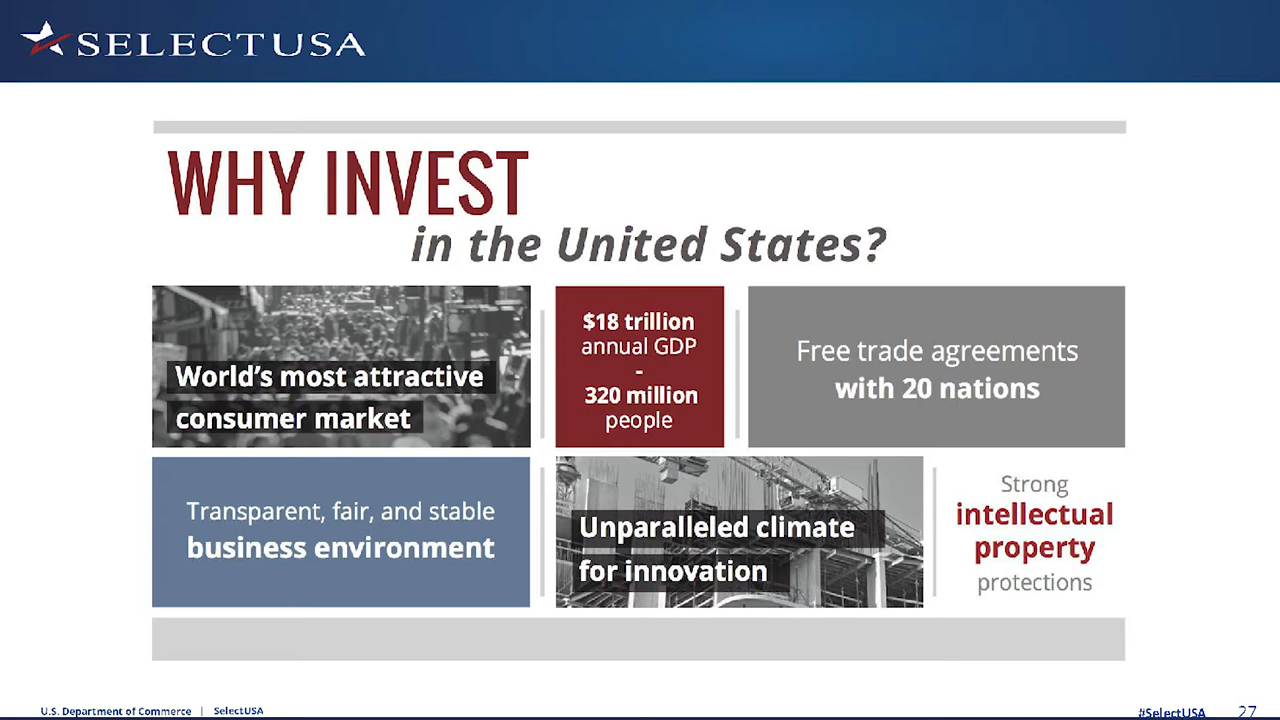 SELECTUSA
WHY INVEST
in the United States?
World's most attractive
consumer market
$18 trillion
annual GDP
-
320 million
people
Free trade agreements
with 20 nations
Transparent, fair, and stable
business environment
Unparalleled climate
for innovation
Strong
intellectual
property
protections
U.S. Department of Commerce | SelectUSA
#SelectUSA 27